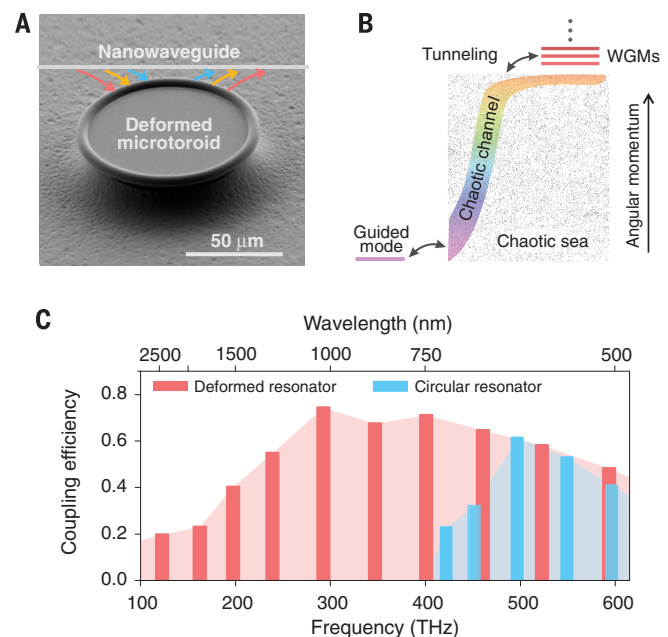 A
Nanowaveguide
Deformed
microtoroid
50 μm
B
Tunneling
WGMs
Chaotic channel
Angular momentum
Guided
mode
Chaotic sea
C
Wavelength (nm)
2500 1500 1000 750 500
Deformed resonator Circular resonator
Coupling efficiency
0.8
0.6
0.4
0.2
0.0
100 200 300 400 500 600
Frequency (THz)